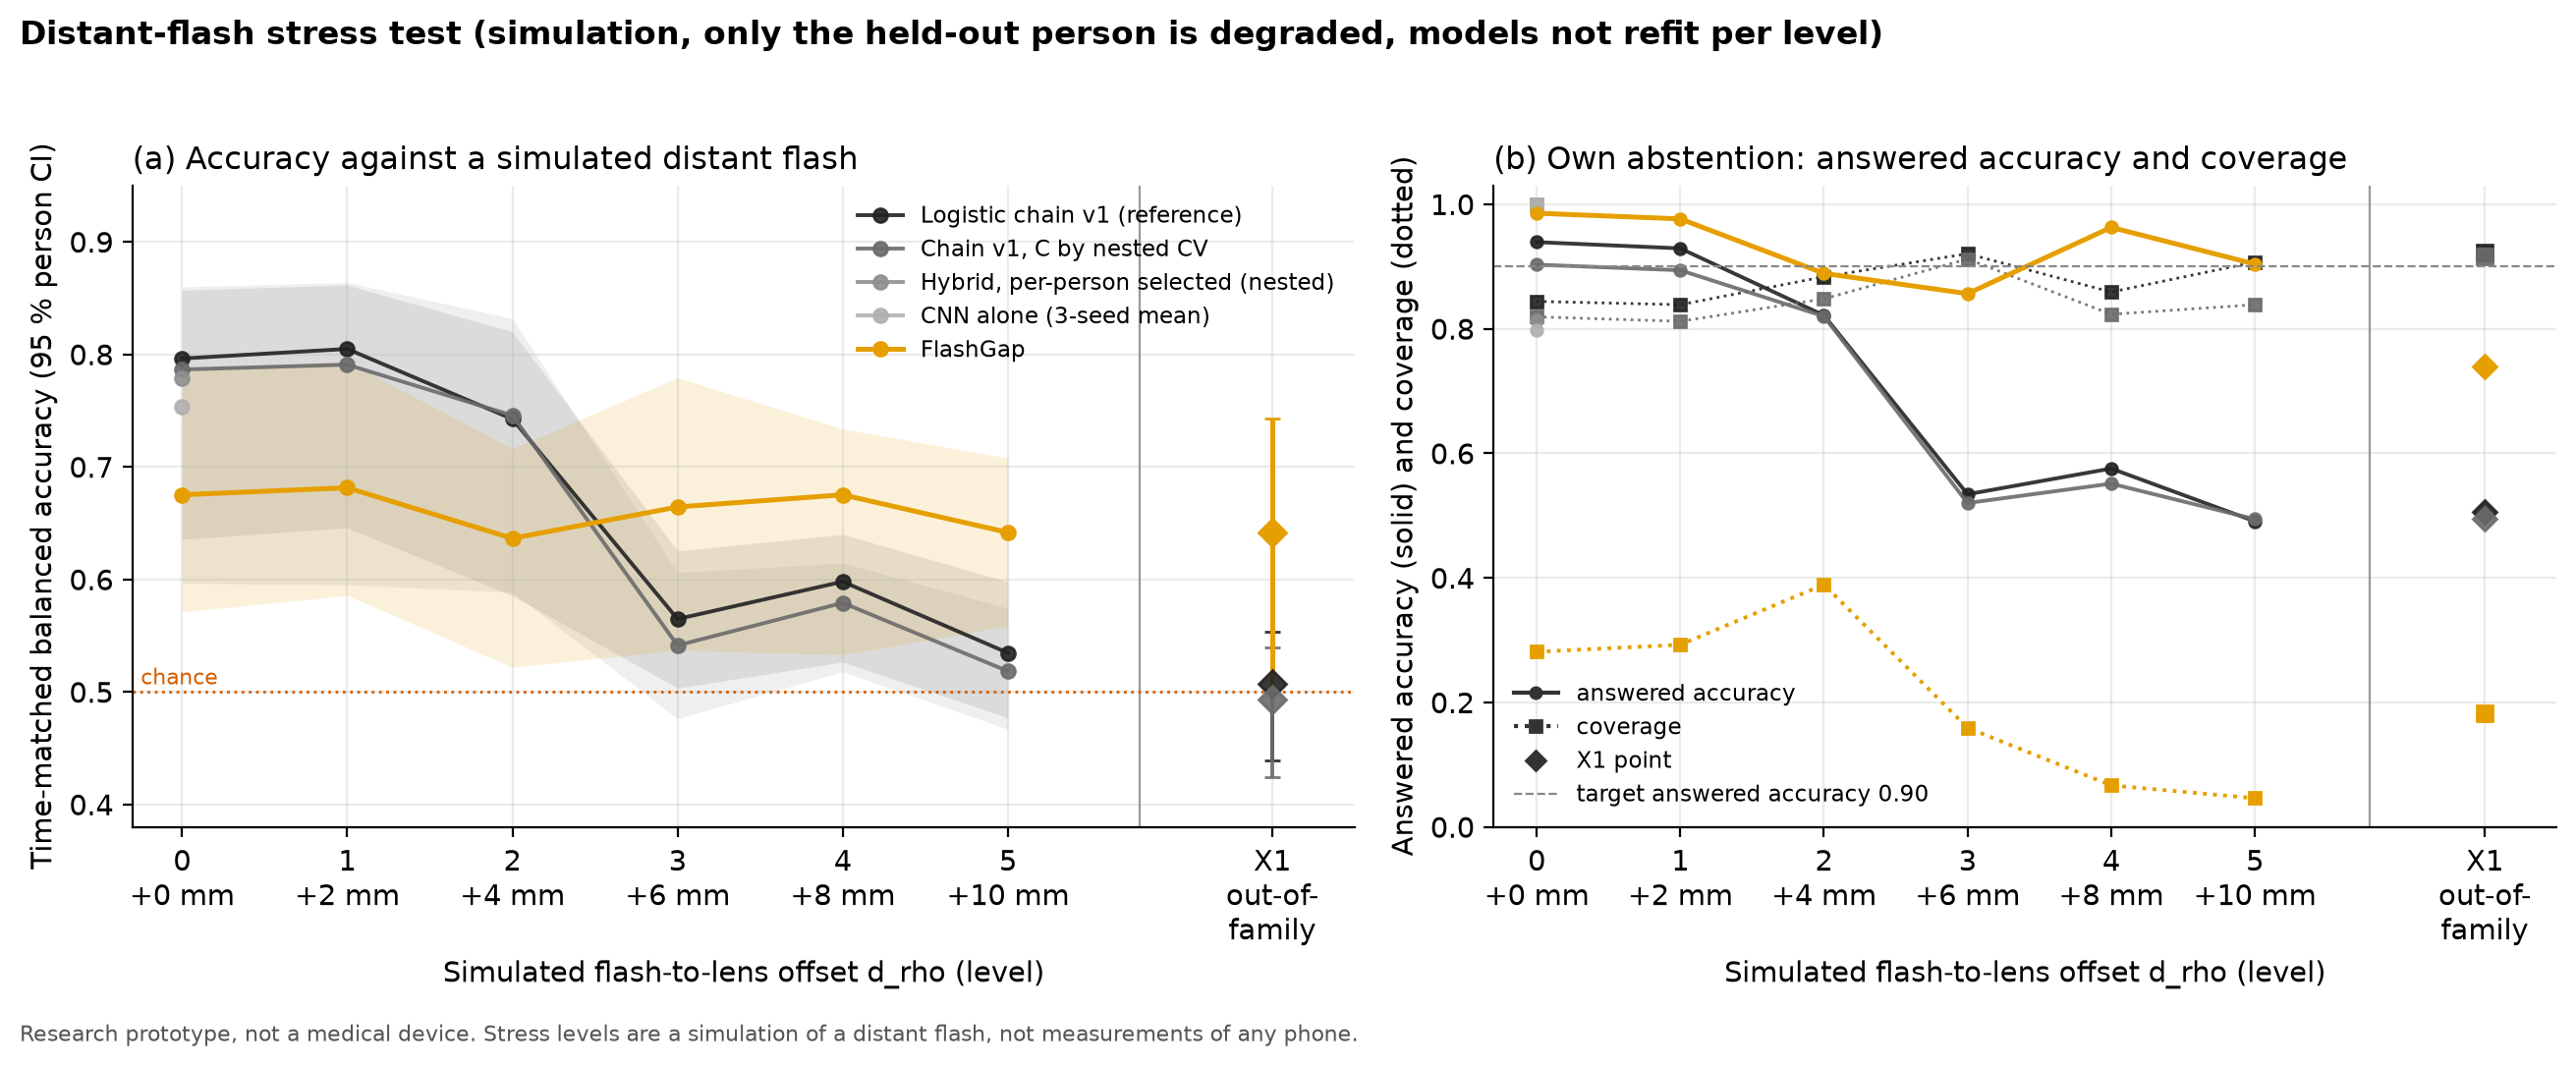 Distant-flash stress test (simulation, only the held-out person is degraded, models not refit per level)
(a) Accuracy against a simulated distant flash
Time-matched balanced accuracy (95 % person CI)
0.9
0.8
0.7
0.6
0.5
0.4
Logistic chain v1 (reference)
Chain v1, C by nested CV
Hybrid, per-person selected (nested)
CNN alone (3-seed mean)
FlashGap
chance
0
+0 mm
1
+2 mm
2
+4 mm
3
+6 mm
4
+8 mm
5
+10 mm
X1
out-of-
family
Simulated flash-to-lens offset d_rho (level)
(b) Own abstention: answered accuracy and coverage
Answered accuracy (solid) and coverage (dotted)
1.0
0.8
0.6
0.4
0.2
0.0
answered accuracy
coverage
X1 point
target answered accuracy 0.90
0
+0 mm
1
+2 mm
2
+4 mm
3
+6 mm
4
+8 mm
5
+10 mm
X1
out-of-
family
Simulated flash-to-lens offset d_rho (level)
Research prototype, not a medical device. Stress levels are a simulation of a distant flash, not measurements of any phone.